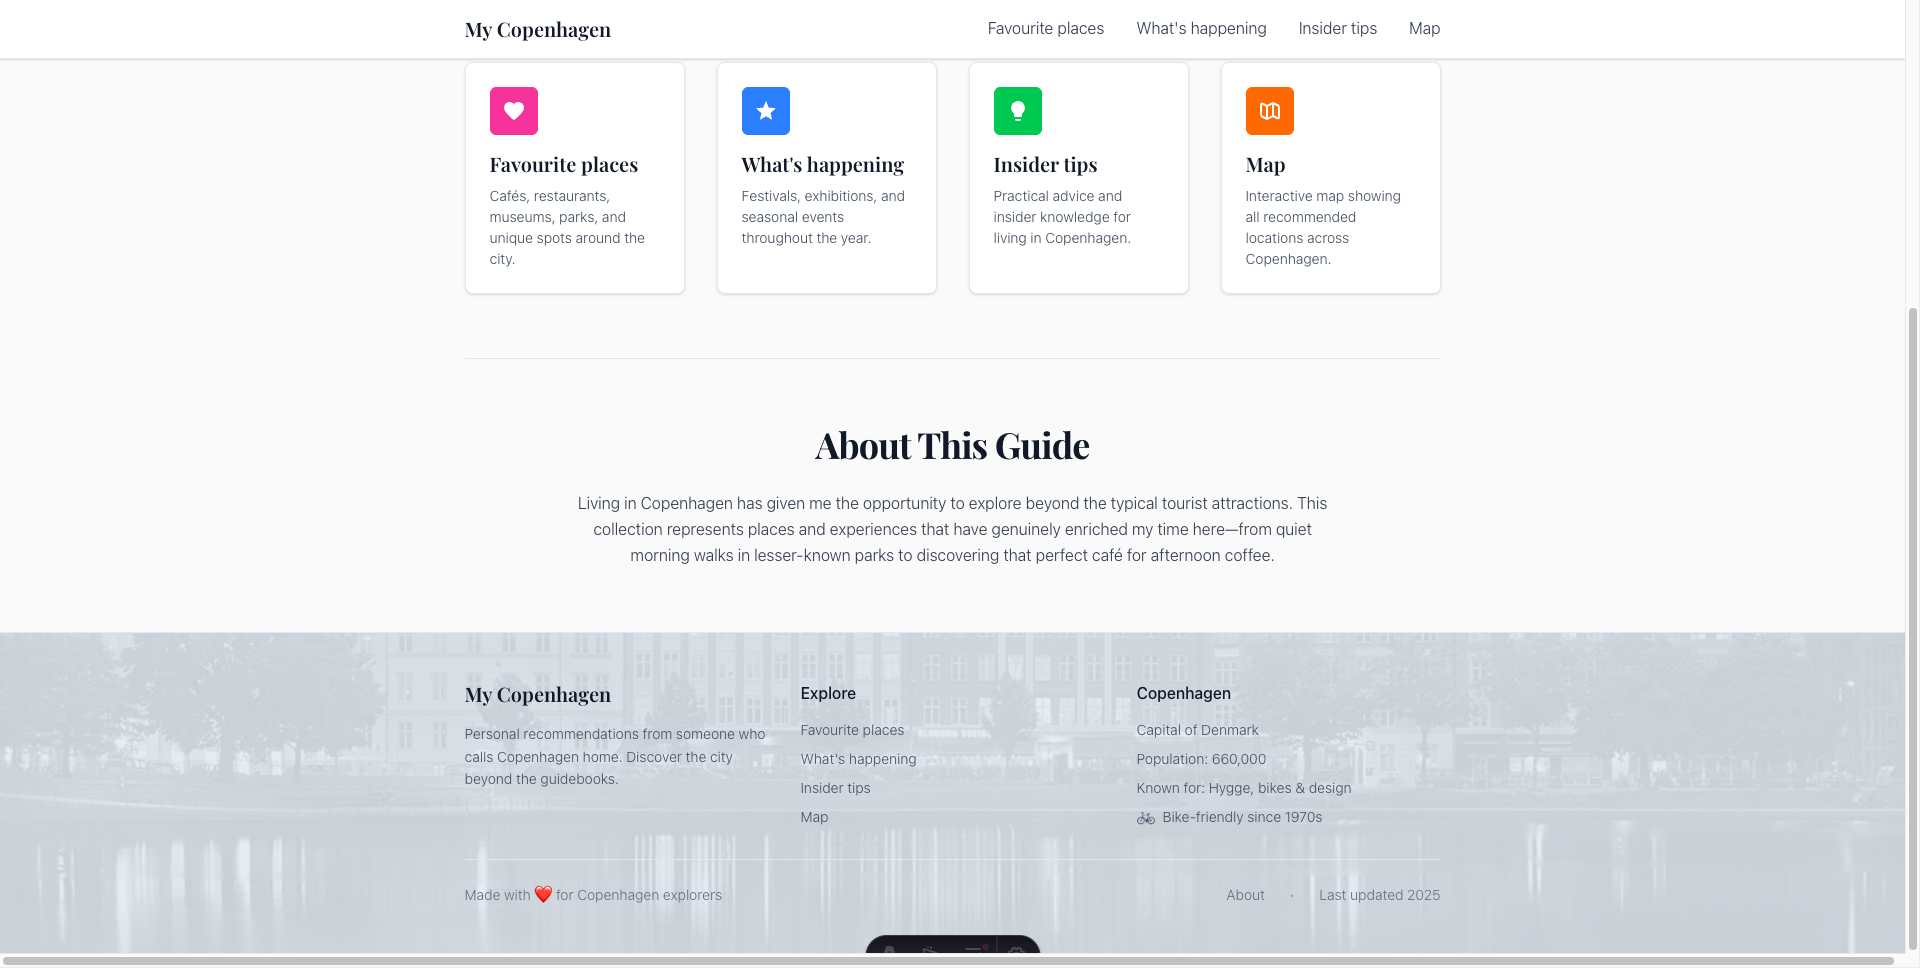 My Copenhagen
Favourite places
What's happening
Insider tips
Map
Favourite places
Cafés, restaurants,
museums, parks, and
unique spots around the
city.
What's happening
Festivals, exhibitions, and
seasonal events
throughout the year.
Insider tips
Practical advice and
insider knowledge for
living in Copenhagen.
Map
Interactive map showing
all recommended
locations across
Copenhagen.
About This Guide
Living in Copenhagen has given me the opportunity to explore beyond the typical tourist attractions. This
collection represents places and experiences that have genuinely enriched my time here—from quiet
morning walks in lesser-known parks to discovering that perfect café for afternoon coffee.
My Copenhagen
Personal recommendations from someone who
calls Copenhagen home. Discover the city
beyond the guidebooks.
Explore
Favourite places
What's happening
Insider tips
Map
Copenhagen
Capital of Denmark
Population: 660,000
Known for: Hygge, bikes & design
🚲 Bike-friendly since 1970s
Made with ❤️ for Copenhagen explorers
About · Last updated 2025